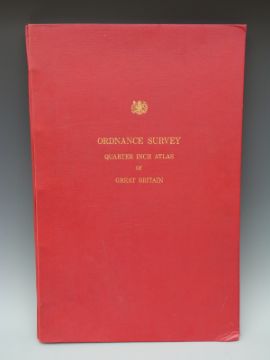 ORDNANCE SURVEY
QUARTER INCH ATLAS
OF
GREAT BRITAIN